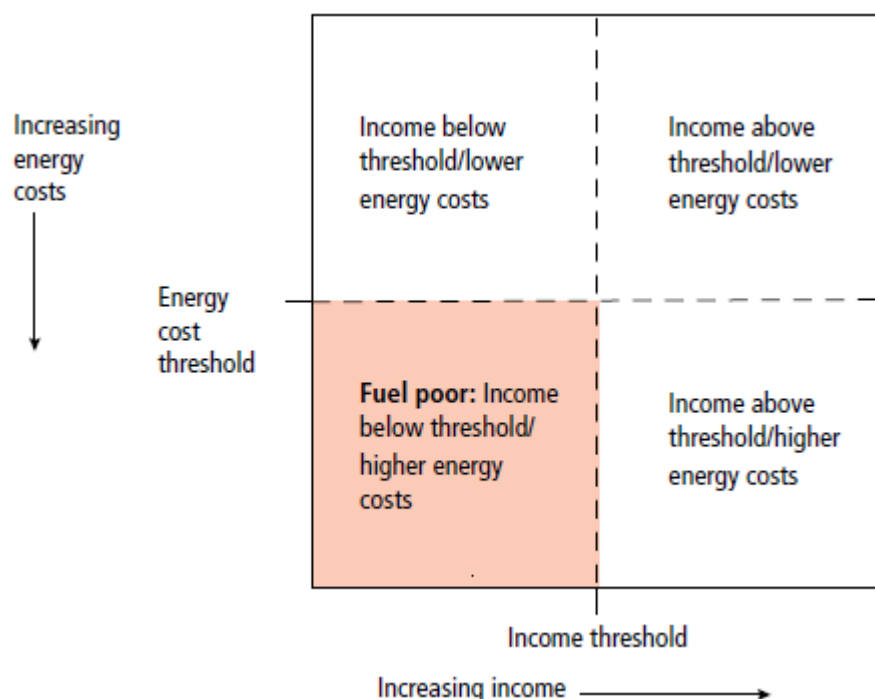 Increasing
energy
costs
Income below
threshold/lower
energy costs
Income above
threshold/lower
energy costs
Energy
cost
threshold
Fuel poor: Income
below threshold/
higher energy
costs
Income above
threshold/higher
energy costs
Income threshold
Increasing income